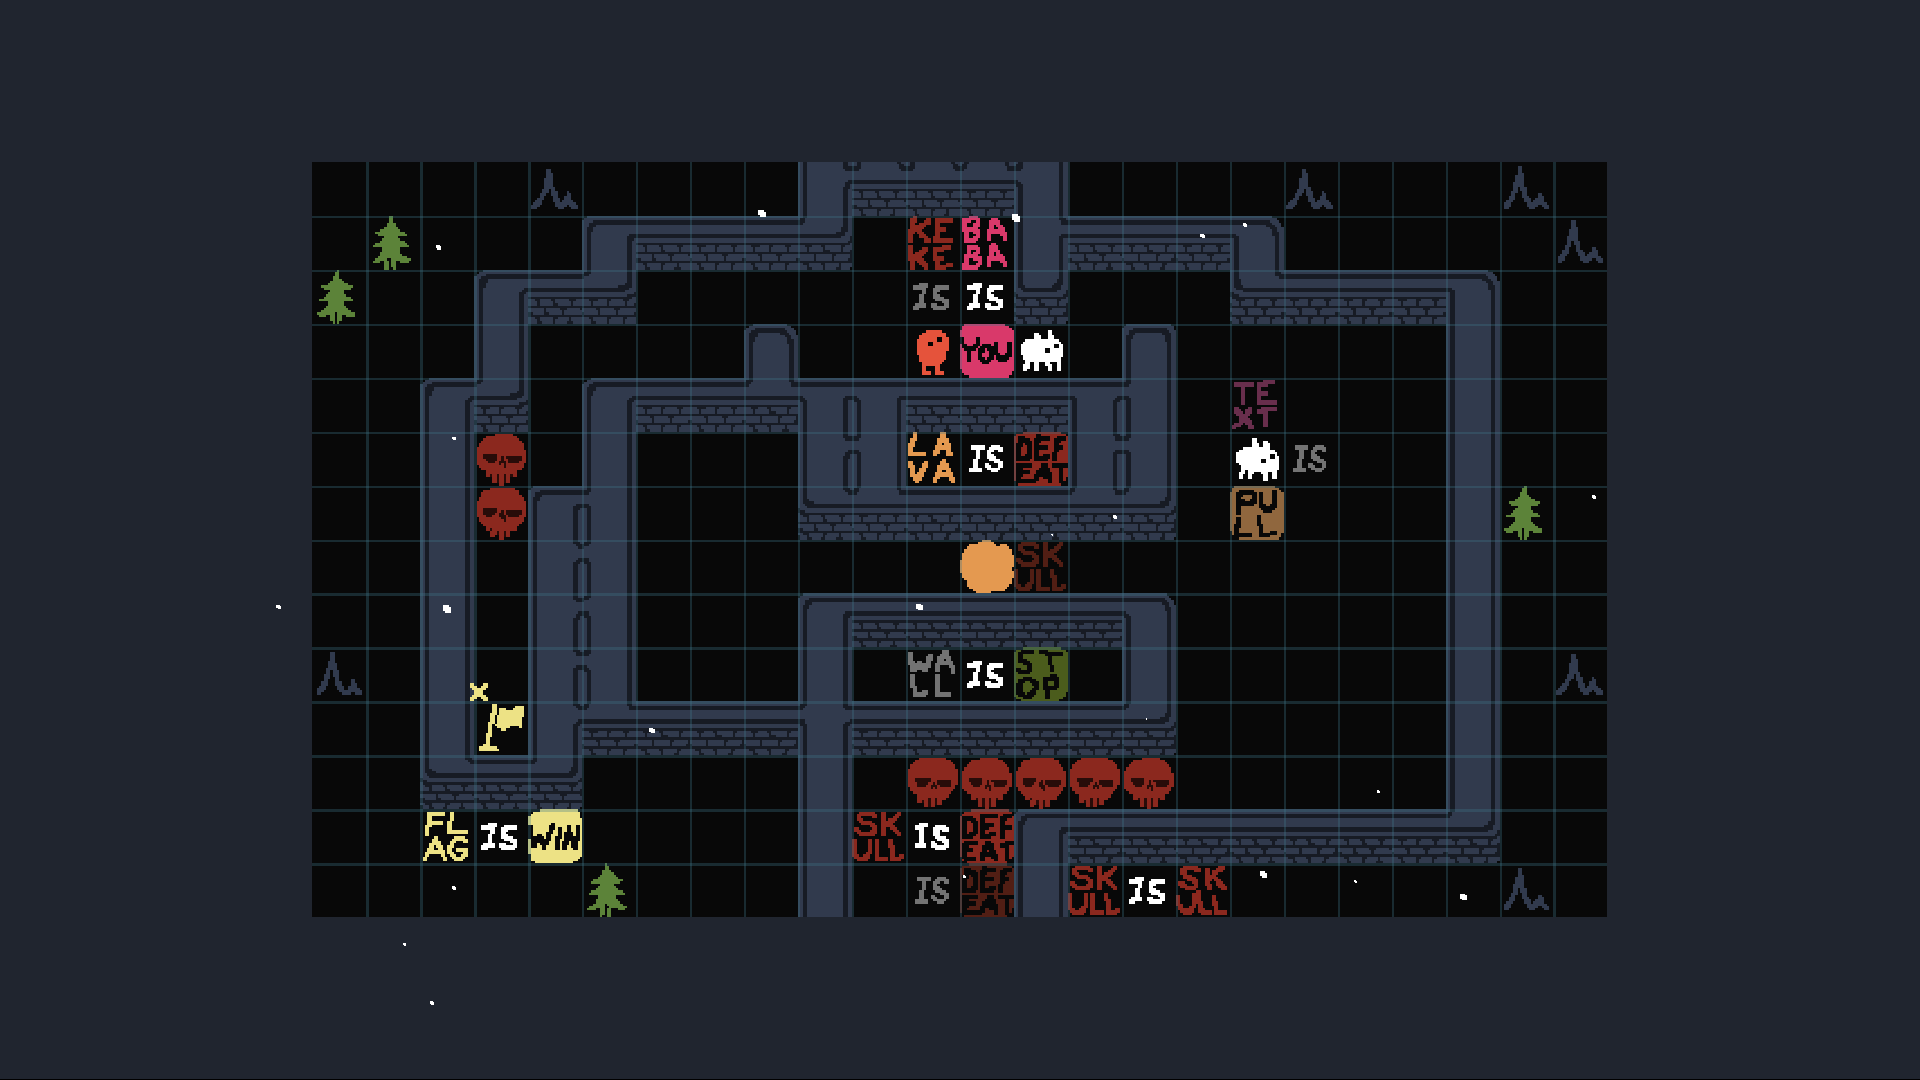 KEKE BABA
IS IS
YOU
TEXT
LAVA IS DEFEAT
IS
PULL
SKULL
WALL IS STOP
FLAG IS WIN
SKULL IS DEFEAT
IS DEFEAT
SKULL IS SKULL